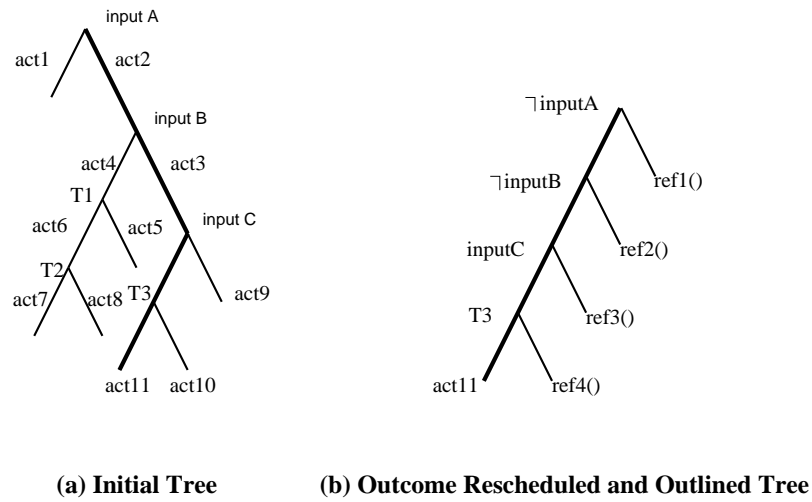 input A
act1
act2
input B
act4
act3
T1
act6
act5
input C
T2
act7
act8
T3
act9
act11
act10
(a) Initial Tree
¬inputA
¬inputB
ref1()
inputC
ref2()
T3
ref3()
act11
ref4()
(b) Outcome Rescheduled and Outlined Tree